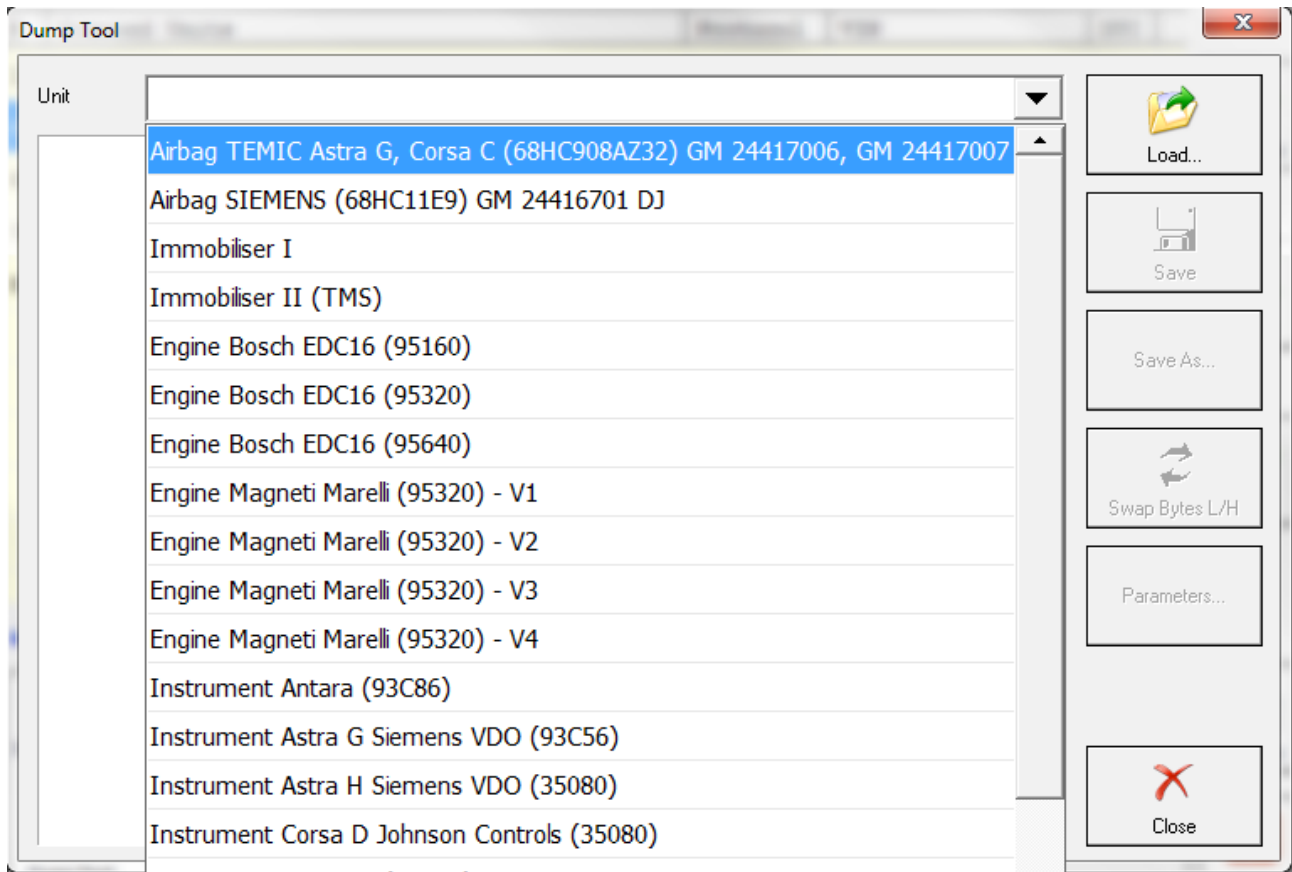 Dump Tool
Unit
Airbag TEMIC Astra G, Corsa C (68HC908AZ32) GM 24417006, GM 24417007
Airbag SIEMENS (68HC11E9) GM 24416701 DJ
Immobiliser I
Immobiliser II (TMS)
Engine Bosch EDC16 (95160)
Engine Bosch EDC16 (95320)
Engine Bosch EDC16 (95640)
Engine Magneti Marelli (95320) - V1
Engine Magneti Marelli (95320) - V2
Engine Magneti Marelli (95320) - V3
Engine Magneti Marelli (95320) - V4
Instrument Antara (93C86)
Instrument Astra G Siemens VDO (93C56)
Instrument Astra H Siemens VDO (35080)
Instrument Corsa D Johnson Controls (35080)
Load...
Save
Save As...
Swap Bytes L/H
Parameters...
Close